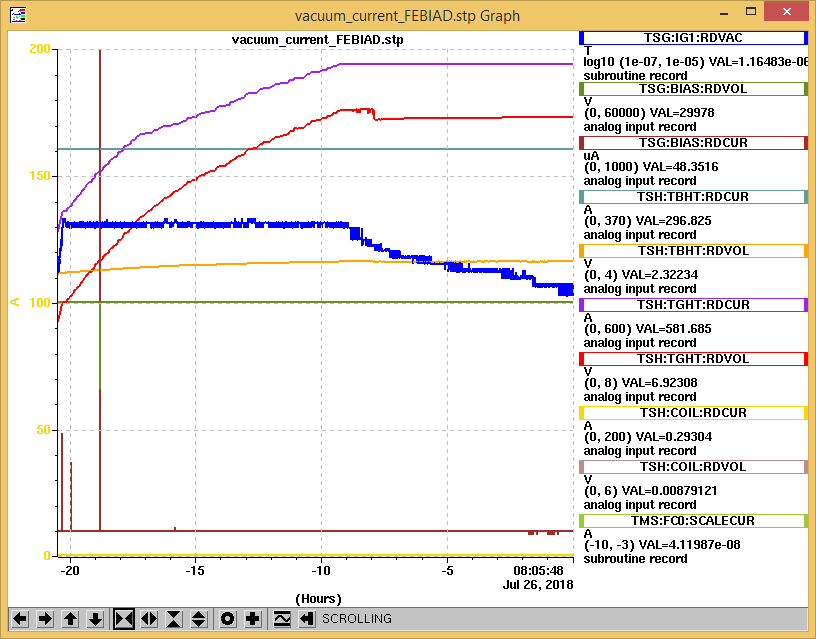 vacuum_current_FEBIAD.stp Graph
vacuum_current_FEBIAD.stp
200
150
100
50
0
A
-20
-15
-10
-5
08:05:48
Jul 26, 2018
(Hours)
TSG:IG1:RDVAC
T
log10 (1e-07, 1e-05) VAL=1.16483e-06
subroutine record
TSG:BIAS:RDVOL
V
(0, 60000) VAL=29978
analog input record
TSG:BIAS:RDCUR
uA
(0, 1000) VAL=48.3516
analog input record
TSH:TBHT:RDCUR
A
(0, 370) VAL=296.825
analog input record
TSH:TBHT:RDVOL
V
(0, 4) VAL=2.32234
analog input record
TSH:TGHT:RDCUR
A
(0, 600) VAL=581.685
analog input record
TSH:TGHT:RDVOL
V
(0, 8) VAL=6.92308
analog input record
TSH:COIL:RDCUR
A
(0, 200) VAL=0.29304
analog input record
TSH:COIL:RDVOL
V
(0, 6) VAL=0.00879121
analog input record
TMS:FC0:SCALECUR
A
(-10, -3) VAL=4.11987e-08
subroutine record
SCROLLING